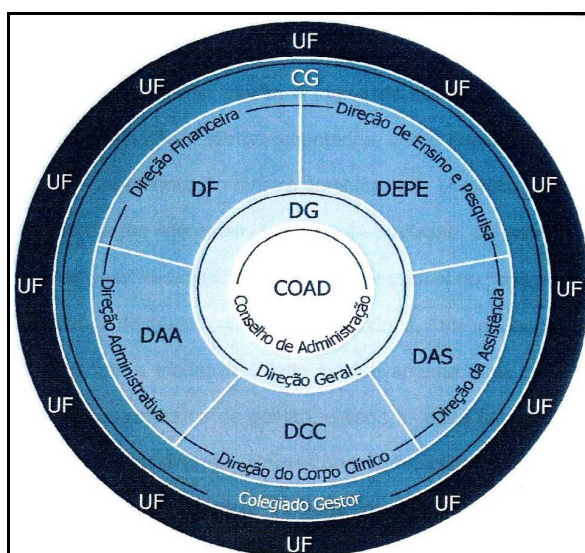 UF
UF
UF
CG
UF
UF
Direção Financeira
Direção de Ensino e Pesquisa
DF
DEPE
UF
UF
DG
COAD
Conselho de Administração
UF
UF
Direção Administrativa
DAA
DAS
Direção da Assistência
Direção Geral
UF
UF
DCC
Direção do Corpo Clínico
Colegiado Gestor
UF
UF
UF